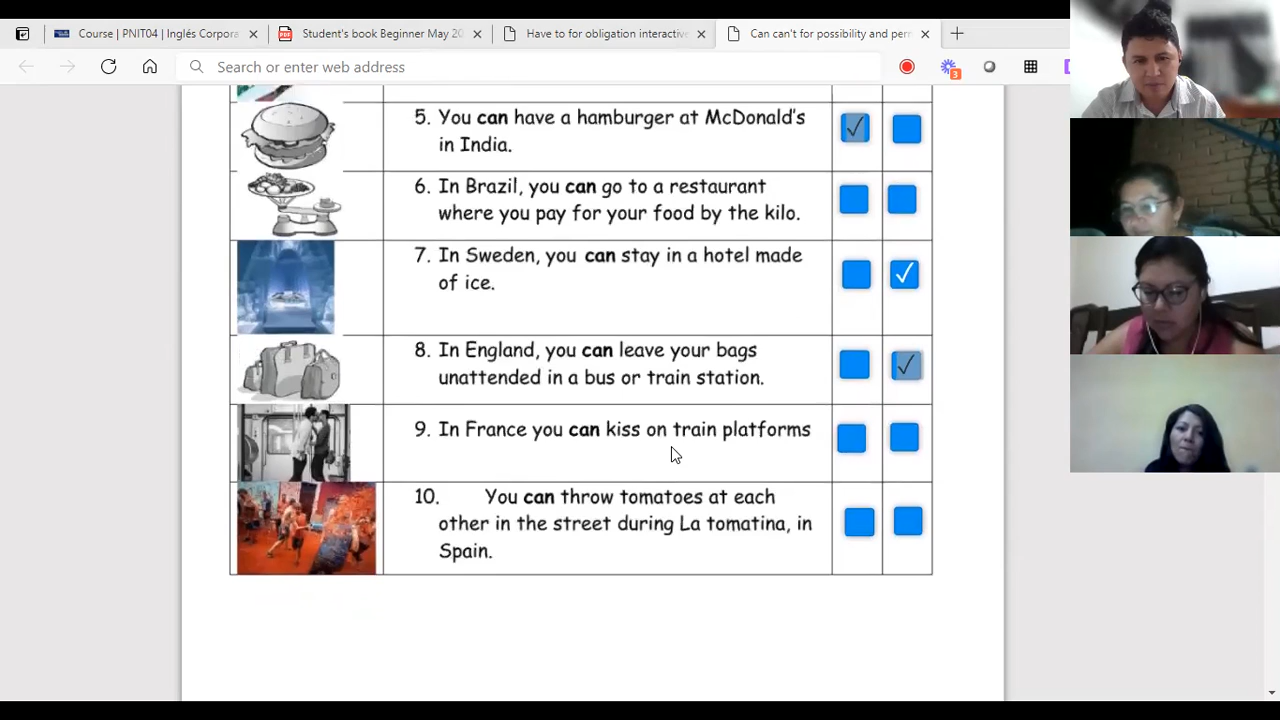 Course | PNIT04 | Inglés Corpora
Student's book Beginner May 20
Have to for obligation interactive
Can can't for possibility and perm
Search or enter web address
3
5. You can have a hamburger at McDonald's
in India.
6. In Brazil, you can go to a restaurant
where you pay for your food by the kilo.
7. In Sweden, you can stay in a hotel made
of ice.
8. In England, you can leave your bags
unattended in a bus or train station.
9. In France you can kiss on train platforms
10. You can throw tomatoes at each
other in the street during La tomatina, in
Spain.